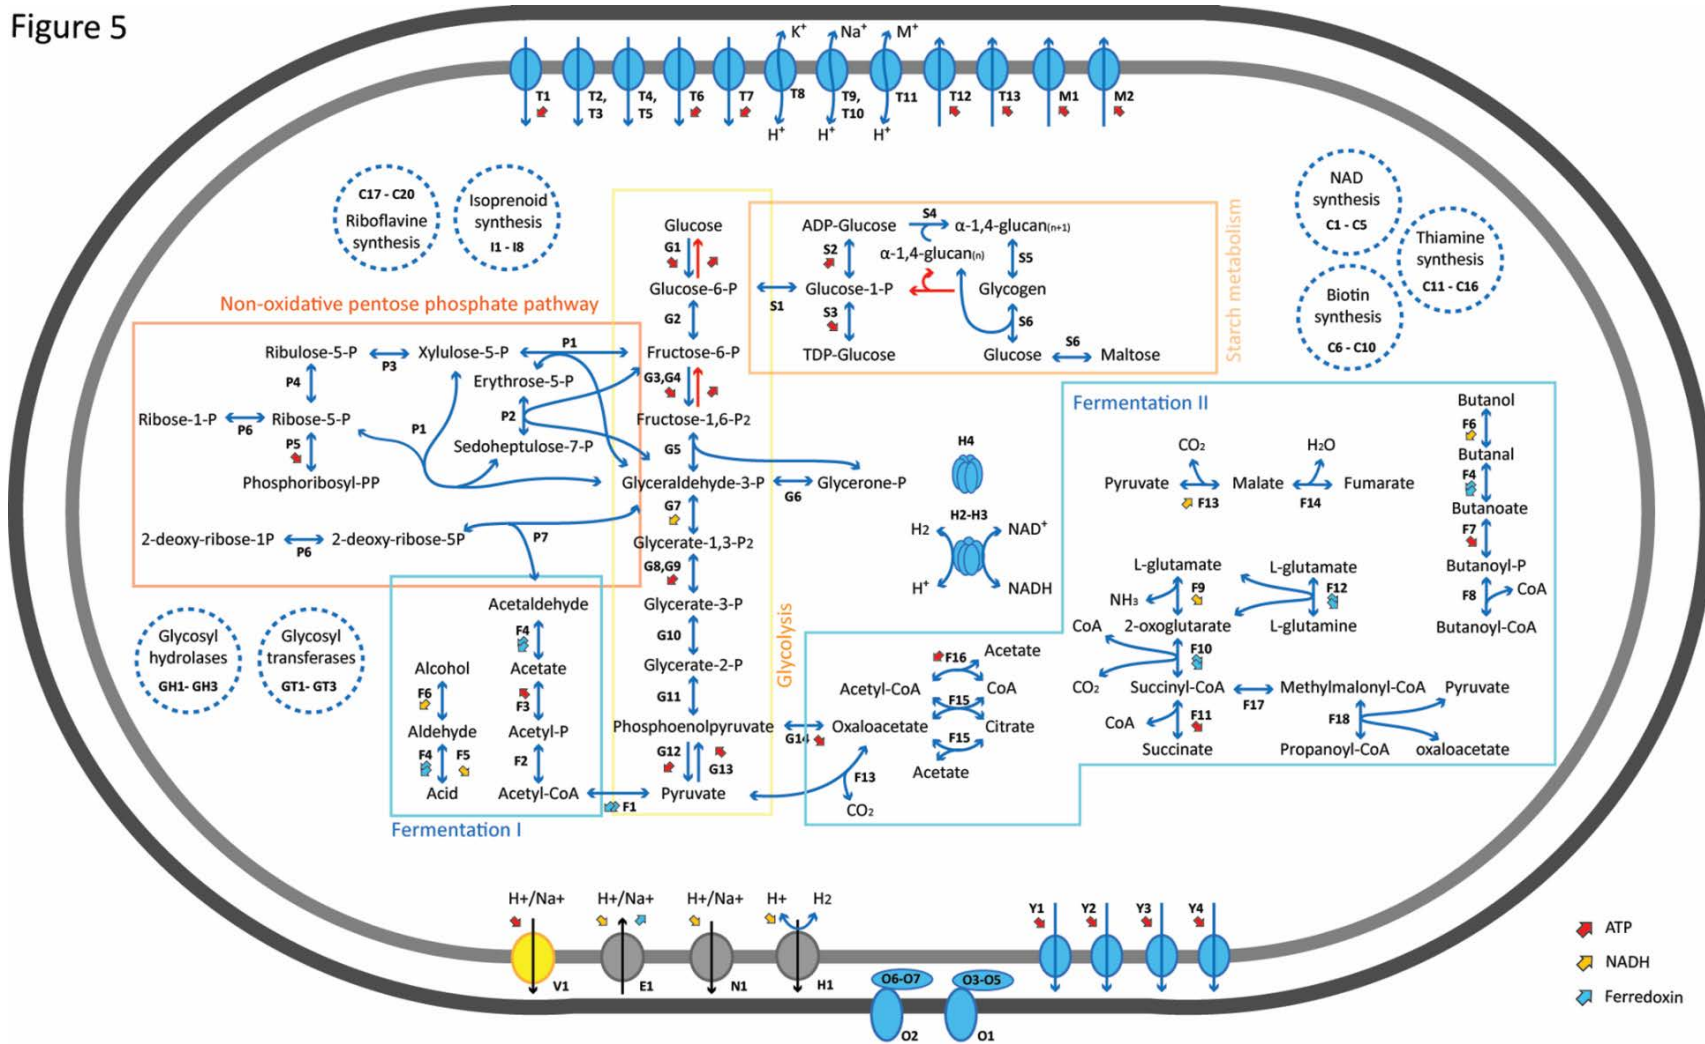 Figure 5
K⁺
Na⁺
M⁺
T1
T2,
T3
T4,
T5
T6
T7
T8
T9,
T10
T11
T12
T13
M1
M2
H⁺
H⁺
H⁺
C17 - C20
Riboflavine
synthesis
Isoprenoid
synthesis
I1 - I8
NAD
synthesis
C1 - C5
Thiamine
synthesis
C11 - C16
Biotin
synthesis
C6 - C10
Glycolysis
Glucose
G1
Glucose-6-P
G2
Fructose-6-P
G3,G4
Fructose-1,6-P2
G5
Glyceraldehyde-3-P
G6
Glycerone-P
G7
Glycerate-1,3-P2
G8,G9
Glycerate-3-P
G10
Glycerate-2-P
G11
Phosphoenolpyruvate
G12
G13
G14
Pyruvate
Starch metabolism
ADP-Glucose
S4
α-1,4-glucan(n+1)
S2
α-1,4-glucan(n)
S5
S1
Glucose-1-P
Glycogen
S3
S6
TDP-Glucose
Glucose
S6
Maltose
Non-oxidative pentose phosphate pathway
Ribulose-5-P
P3
Xylulose-5-P
P1
Erythrose-5-P
P4
P2
Ribose-1-P
P6
Ribose-5-P
P1
Sedoheptulose-7-P
P5
Phosphoribosyl-PP
2-deoxy-ribose-1P
P6
2-deoxy-ribose-5P
P7
Glycosyl
hydrolases
GH1- GH3
Glycosyl
transferases
GT1- GT3
Acetaldehyde
F4
Alcohol
Acetate
F6
F3
Aldehyde
Acetyl-P
F4
F5
F2
Acid
Acetyl-CoA
F1
Fermentation I
H4
H2-H3
H2
NAD⁺
H⁺
NADH
Fermentation II
Butanol
F6
Butanal
F4
Butanoate
F7
Butanoyl-P
F8
CoA
Butanoyl-CoA
CO2
H2O
Pyruvate
F13
Malate
F14
Fumarate
L-glutamate
L-glutamate
NH3
F9
F12
CoA
2-oxoglutarate
L-glutamine
F10
CO2
Succinyl-CoA
F17
Methylmalonyl-CoA
Pyruvate
CoA
F11
F18
Succinate
Propanoyl-CoA
oxaloacetate
F16
Acetate
Acetyl-CoA
CoA
F15
Oxaloacetate
Citrate
F15
Acetate
F13
CO2
H+/Na+
H+/Na+
H+/Na+
H+
H2
V1
E1
N1
H1
O6-O7
O3-O5
O2
O1
Y1
Y2
Y3
Y4
ATP
NADH
Ferredoxin